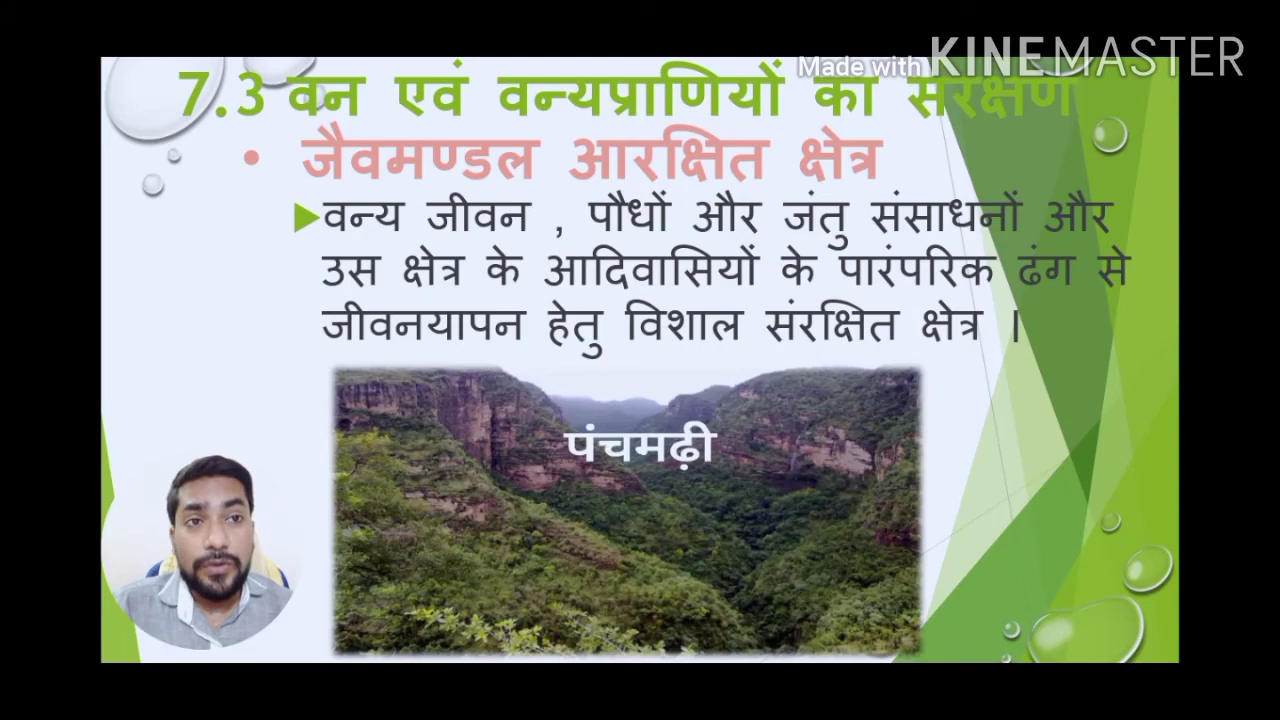 Made with KINEMASTER
7.3 वन एवं वन्यप्राणियों का संरक्षण
• जैवमण्डल आरक्षित क्षेत्र
वन्य जीवन , पौधों और जंतु संसाधनों और
उस क्षेत्र के आदिवासियों के पारंपरिक ढंग से
जीवनयापन हेतु विशाल संरक्षित क्षेत्र ।
पंचमढ़ी